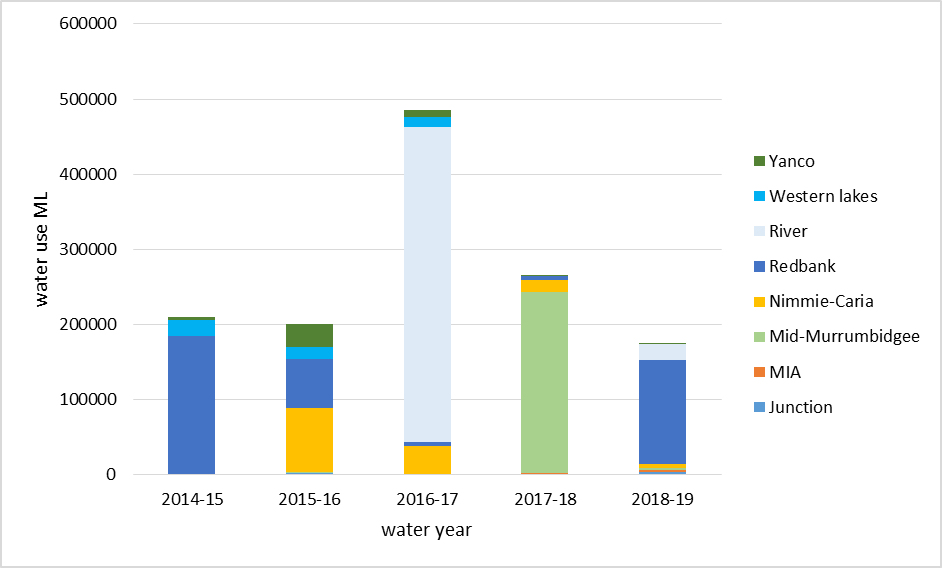 600000
500000
400000
300000
200000
100000
0
water use ML
2014-15 2015-16 2016-17 2017-18 2018-19
water year
Yanco
Western lakes
River
Redbank
Nimmie-Caria
Mid-Murrumbidgee
MIA
Junction